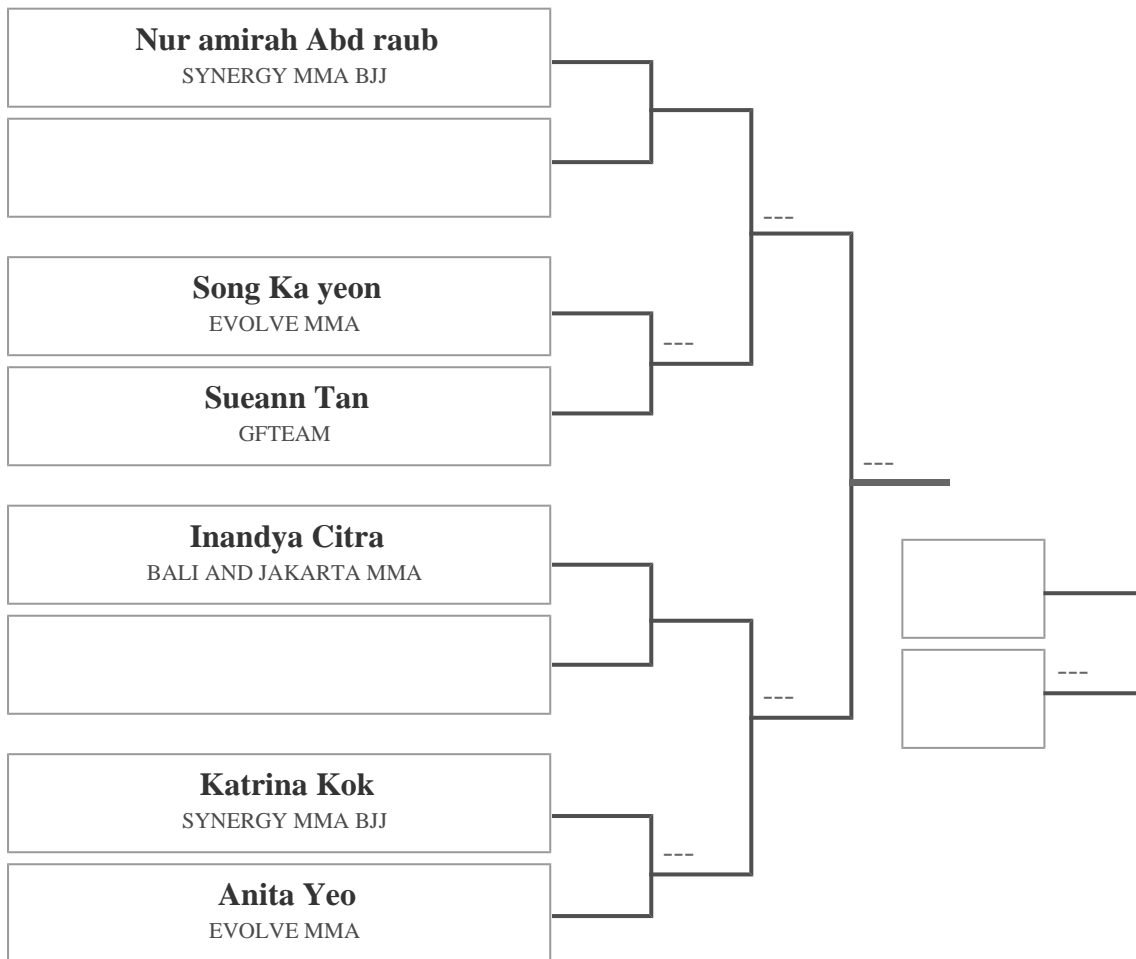 Nur amirah Abd raub
SYNERGY MMA BJJ
---
Song Ka yeon
EVOLVE MMA
---
Sueann Tan
GFTEAM
---
Inandya Citra
BALI AND JAKARTA MMA
---
---
Katrina Kok
SYNERGY MMA BJJ
---
Anita Yeo
EVOLVE MMA